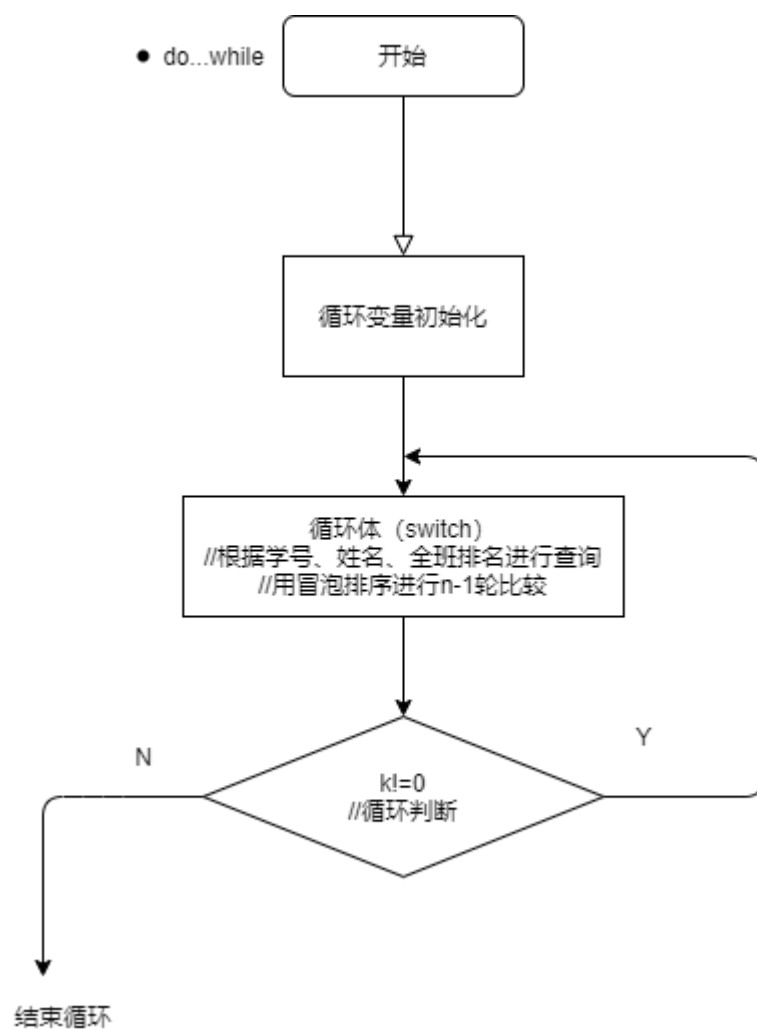 ● do...while
开始
循环变量初始化
循环体（switch）
//根据学号、姓名、全班排名进行查询
//用冒泡排序进行n-1轮比较
N
Y
k!=0
//循环判断
结束循环